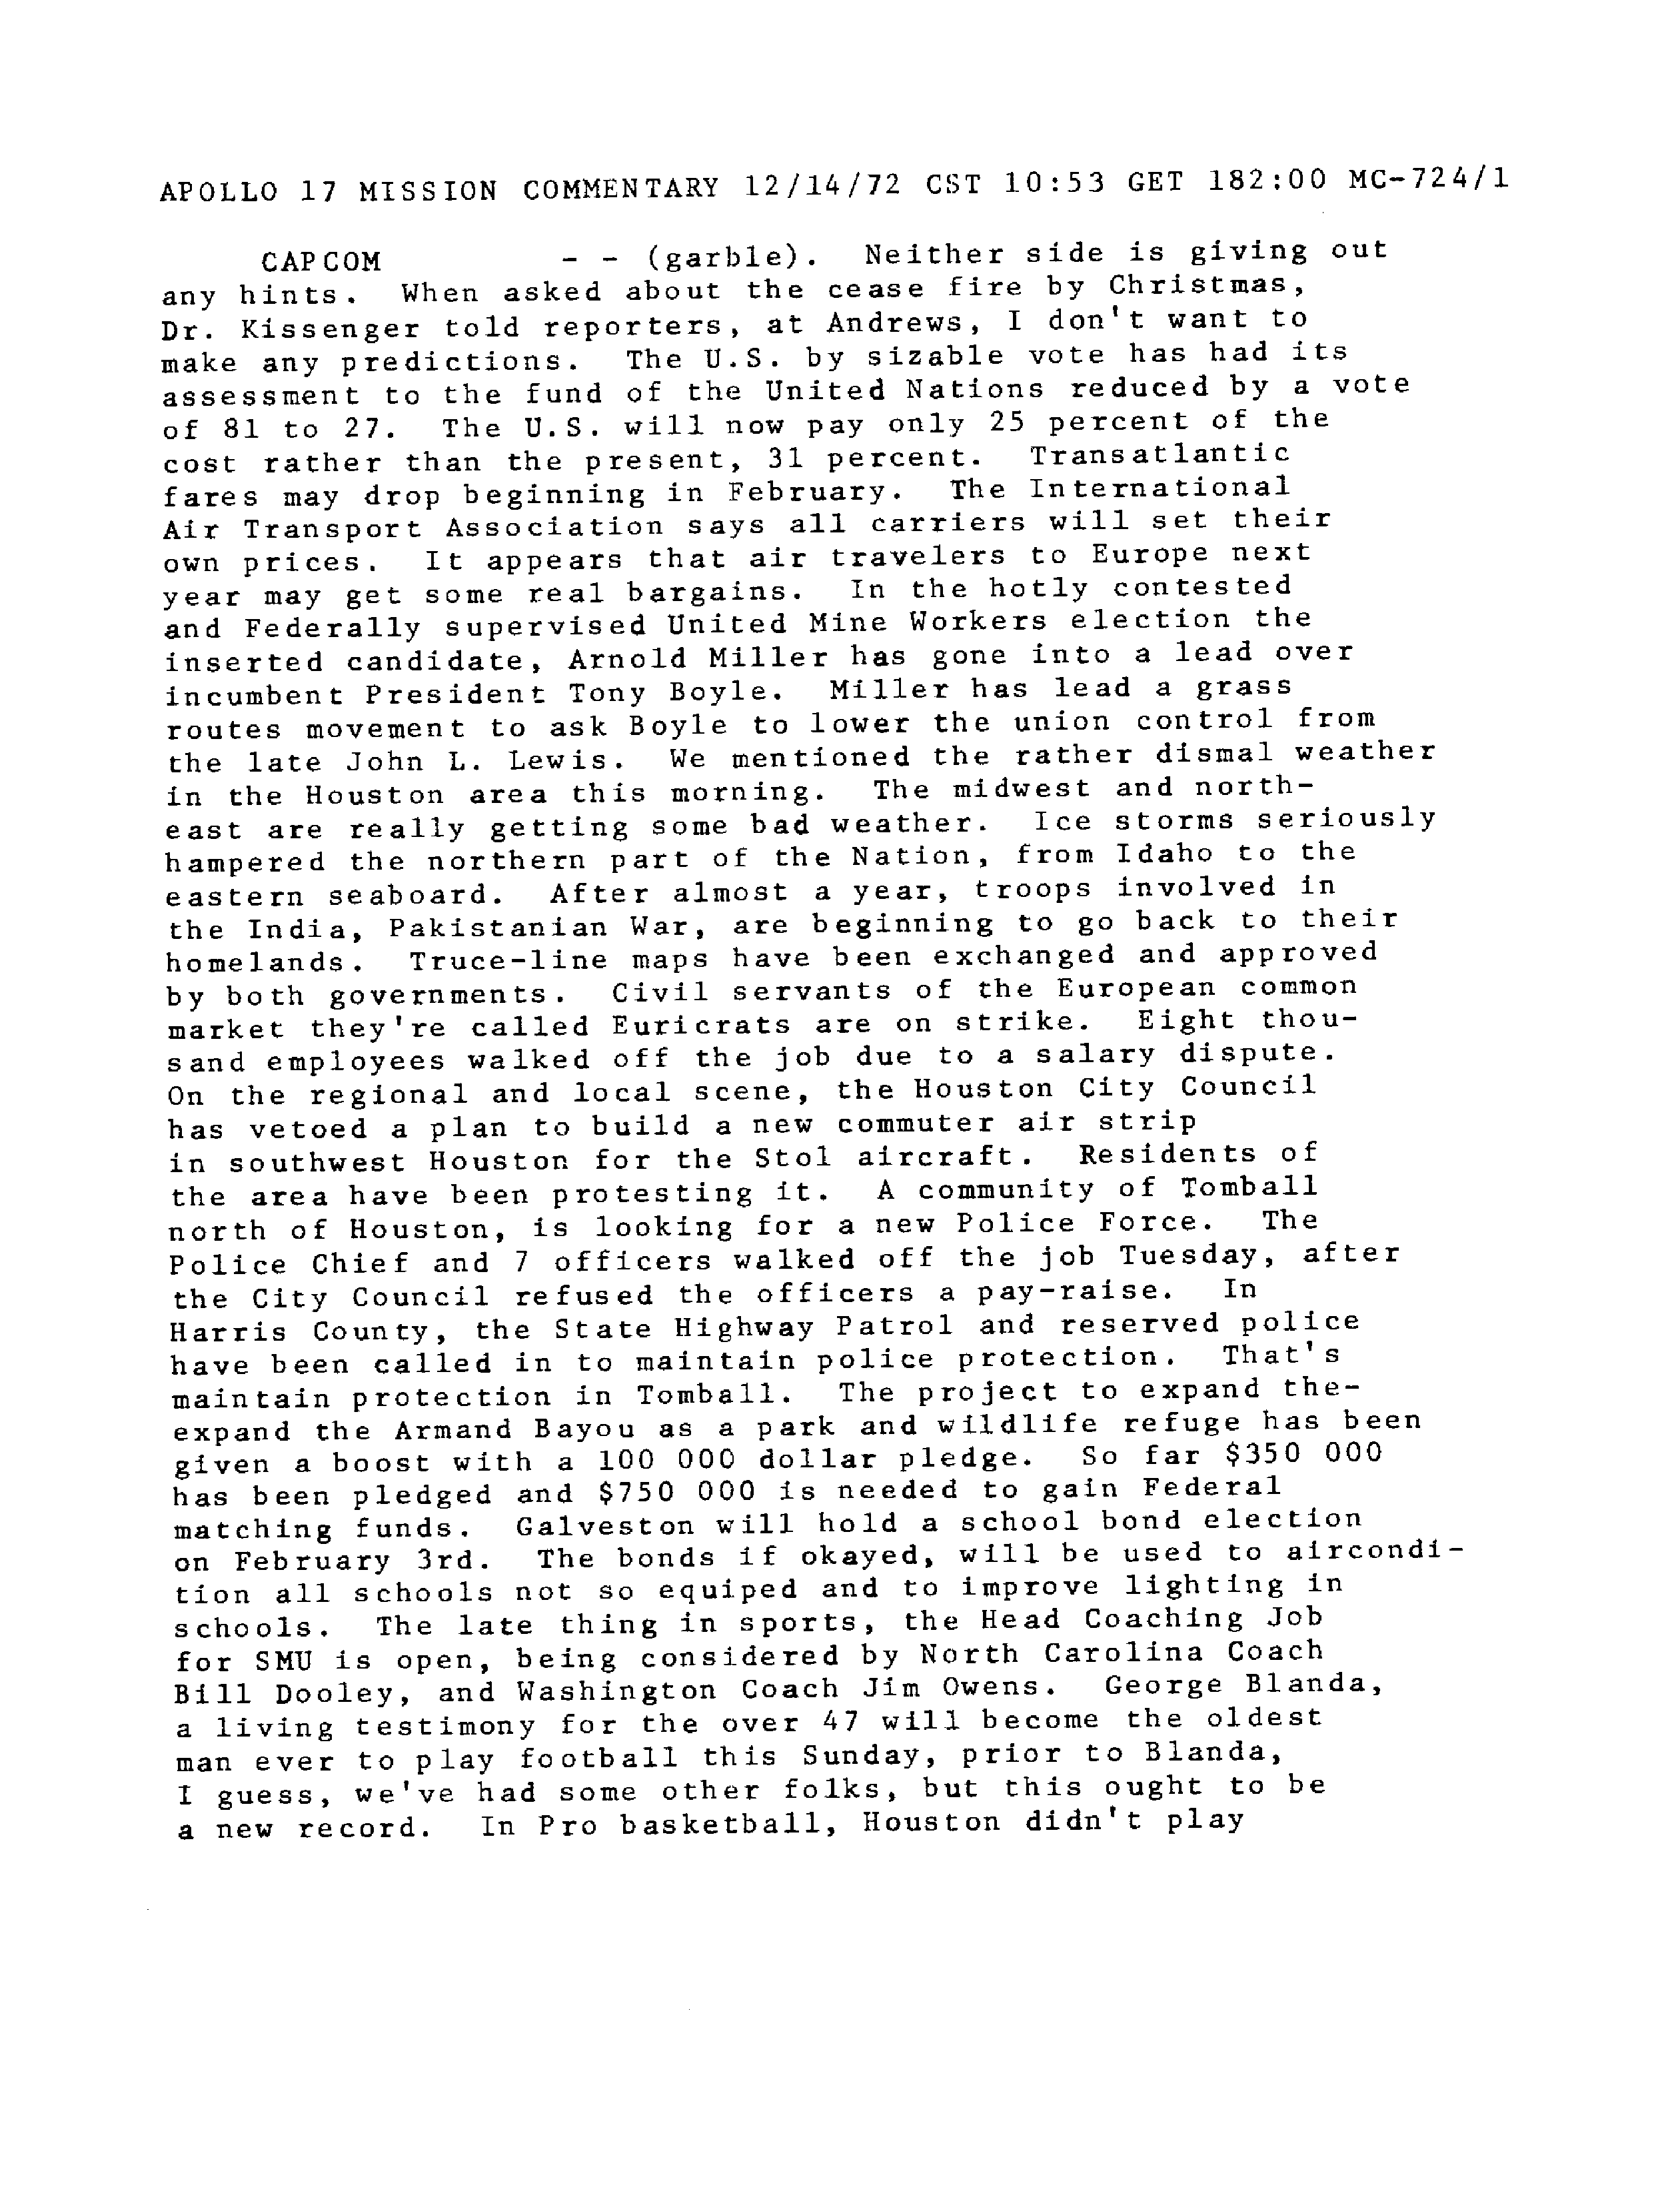 APOLLO 17 MISSION COMMENTARY 12/14/72 CST 10:53 GET 182:00 MC-724/1
CAPCOM - - (garble). Neither side is giving out
any hints. When asked about the cease fire by Christmas,
Dr. Kissenger told reporters, at Andrews, I don't want to
make any predictions. The U.S. by sizable vote has had its
assessment to the fund of the United Nations reduced by a vote
of 81 to 27. The U.S. will now pay only 25 percent of the
cost rather than the present, 31 percent. Transatlantic
fares may drop beginning in February. The International
Air Transport Association says all carriers will set their
own prices. It appears that air travelers to Europe next
year may get some real bargains. In the hotly contested
and Federally supervised United Mine Workers election the
inserted candidate, Arnold Miller has gone into a lead over
incumbent President Tony Boyle. Miller has lead a grass
routes movement to ask Boyle to lower the union control from
the late John L. Lewis. We mentioned the rather dismal weather
in the Houston area this morning. The midwest and north-
east are really getting some bad weather. Ice storms seriously
hampered the northern part of the Nation, from Idaho to the
eastern seaboard. After almost a year, troops involved in
the India, Pakistanian War, are beginning to go back to their
homelands. Truce-line maps have been exchanged and approved
by both governments. Civil servants of the European common
market they're called Euricrats are on strike. Eight thou-
sand employees walked off the job due to a salary dispute.
On the regional and local scene, the Houston City Council
has vetoed a plan to build a new commuter air strip
in southwest Houston for the Stol aircraft. Residents of
the area have been protesting it. A community of Tomball
north of Houston, is looking for a new Police Force. The
Police Chief and 7 officers walked off the job Tuesday, after
the City Council refused the officers a pay-raise. In
Harris County, the State Highway Patrol and reserved police
have been called in to maintain police protection. That's
maintain protection in Tomball. The project to expand the-
expand the Armand Bayou as a park and wildlife refuge has been
given a boost with a 100 000 dollar pledge. So far $350 000
has been pledged and $750 000 is needed to gain Federal
matching funds. Galveston will hold a school bond election
on February 3rd. The bonds if okayed, will be used to aircondi-
tion all schools not so equiped and to improve lighting in
schools. The late thing in sports, the Head Coaching Job
for SMU is open, being considered by North Carolina Coach
Bill Dooley, and Washington Coach Jim Owens. George Blanda,
a living testimony for the over 47 will become the oldest
man ever to play football this Sunday, prior to Blanda,
I guess, we've had some other folks, but this ought to be
a new record. In Pro basketball, Houston didn't play